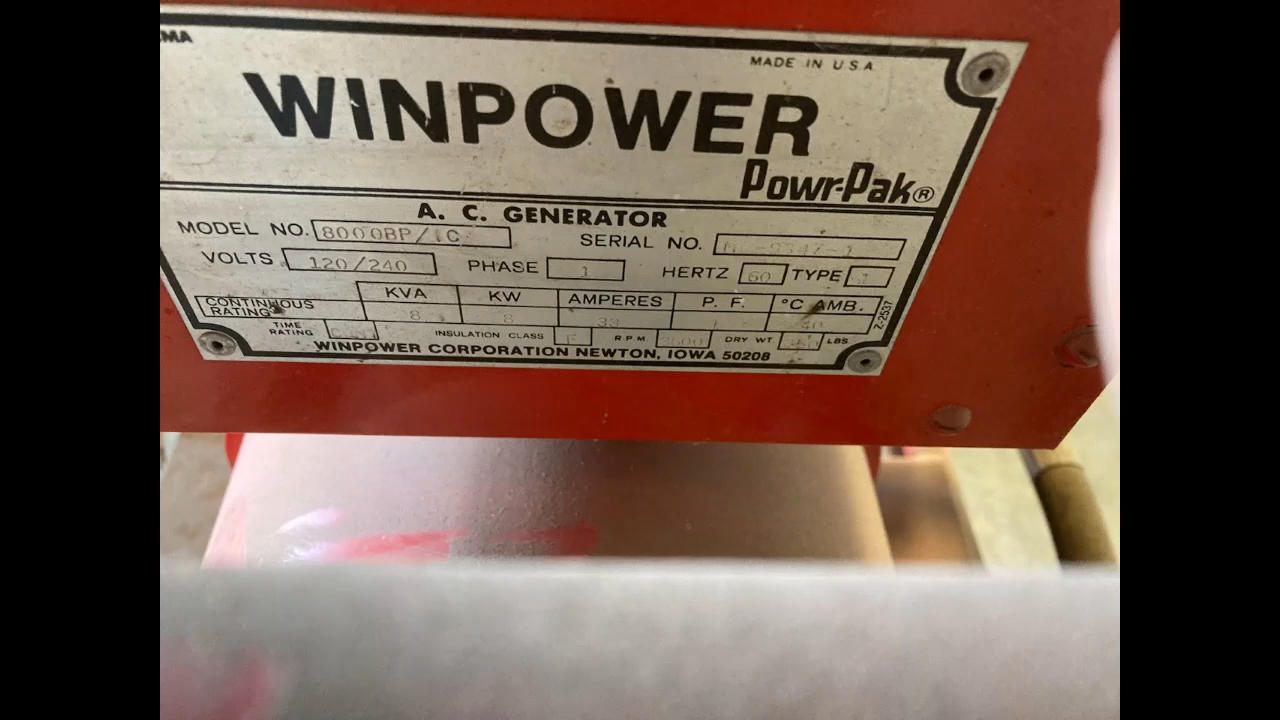 EMA
MADE IN U.S.A.
WINPOWER
Powr-Pak®
A. C. GENERATOR
MODEL NO. 8000BP/ C SERIAL NO.
VOLTS 120/240 PHASE 1 HERTZ 60 TYPE
KVA KW AMPERES P. F. °C AMB.
CONTINUOUS RATING 8 8 33 1 40
TIME RATING INSULATION CLASS F RPM DRY WT LBS
WINPOWER CORPORATION NEWTON, IOWA 50208
Z-2537